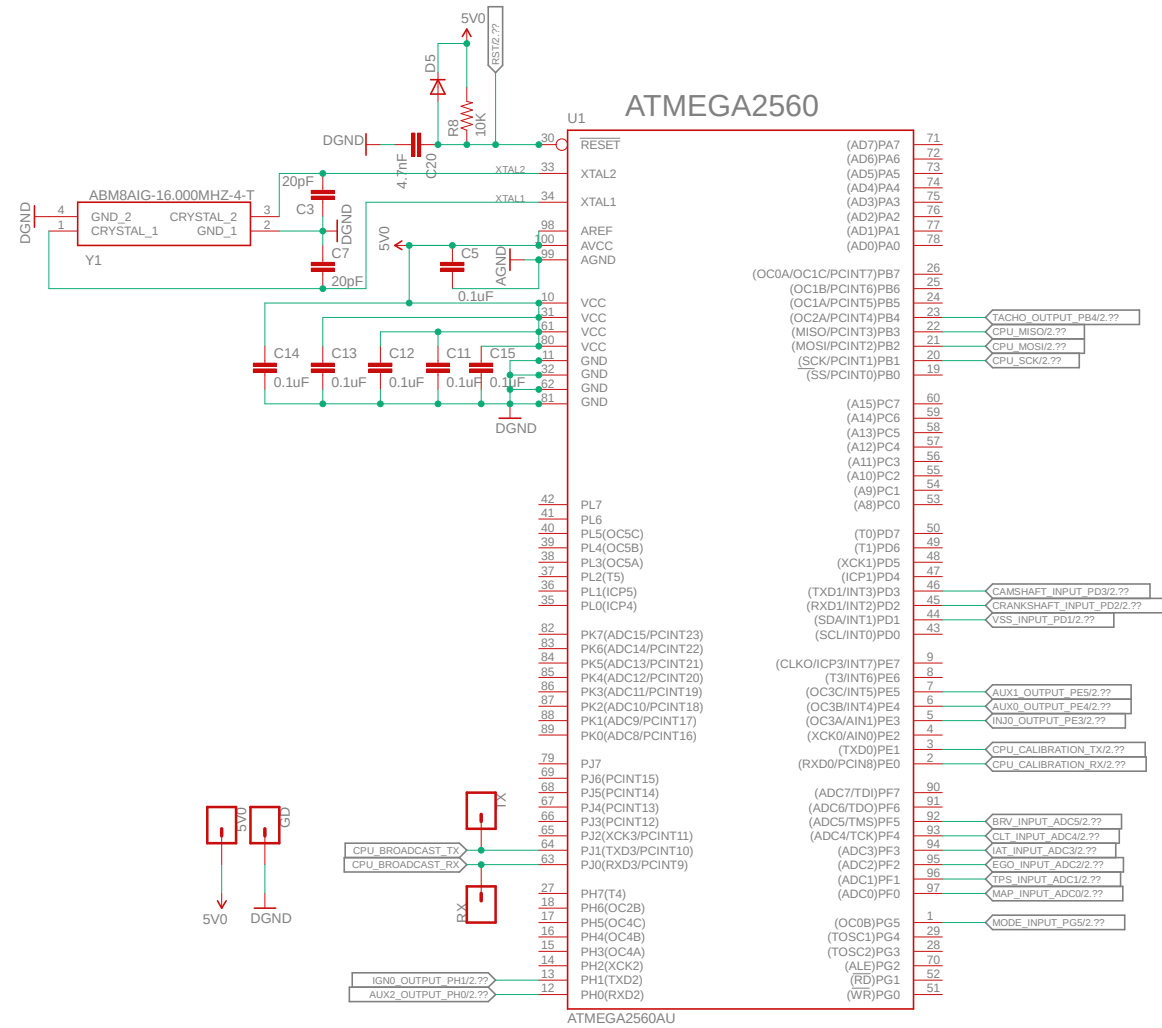 5V0
RST/2.??
D5
R8
10K
ATMEGA2560
U1
DGND
4.7nF
C20
30
RESET
XTAL2
33
XTAL2
XTAL1
34
XTAL1
20pF
C3
DGND
ABM8AIG-16.000MHZ-4-T
DGND
4
GND_2
CRYSTAL_2
3
1
CRYSTAL_1
GND_1
2
Y1
C7
20pF
5V0
C5
0.1uF
AGND
98
AREF
100
AVCC
99
AGND
10
VCC
31
VCC
61
VCC
80
VCC
11
GND
32
GND
62
GND
81
GND
C14
0.1uF
C13
0.1uF
C12
0.1uF
C11
0.1uF
C15
0.1uF
DGND
42
PL7
41
PL6
40
PL5(OC5C)
39
PL4(OC5B)
38
PL3(OC5A)
37
PL2(T5)
36
PL1(ICP5)
35
PL0(ICP4)
82
PK7(ADC15/PCINT23)
83
PK6(ADC14/PCINT22)
84
PK5(ADC13/PCINT21)
85
PK4(ADC12/PCINT20)
86
PK3(ADC11/PCINT19)
87
PK2(ADC10/PCINT18)
88
PK1(ADC9/PCINT17)
89
PK0(ADC8/PCINT16)
79
PJ7
69
PJ6(PCINT15)
68
PJ5(PCINT14)
67
PJ4(PCINT13)
66
PJ3(PCINT12)
65
PJ2(XCK3/PCINT11)
64
PJ1(TXD3/PCINT10)
63
PJ0(RXD3/PCINT9)
TX
CPU_BROADCAST_TX
CPU_BROADCAST_RX
RX
5V0
GD
5V0
DGND
27
PH7(T4)
18
PH6(OC2B)
17
PH5(OC4C)
16
PH4(OC4B)
15
PH3(OC4A)
14
PH2(XCK2)
13
PH1(TXD2)
12
PH0(RXD2)
IGN0_OUTPUT_PH1/2.??
AUX2_OUTPUT_PH0/2.??
(AD7)PA7
71
(AD6)PA6
72
(AD5)PA5
73
(AD4)PA4
74
(AD3)PA3
75
(AD2)PA2
76
(AD1)PA1
77
(AD0)PA0
78
(OC0A/OC1C/PCINT7)PB7
26
(OC1B/PCINT6)PB6
25
(OC1A/PCINT5)PB5
24
(OC2A/PCINT4)PB4
23
TACHO_OUTPUT_PB4/2.??
(MISO/PCINT3)PB3
22
CPU_MISO/2.??
(MOSI/PCINT2)PB2
21
CPU_MOSI/2.??
(SCK/PCINT1)PB1
20
CPU_SCK/2.??
(SS/PCINT0)PB0
19
(A15)PC7
60
(A14)PC6
59
(A13)PC5
58
(A12)PC4
57
(A11)PC3
56
(A10)PC2
55
(A9)PC1
54
(A8)PC0
53
(T0)PD7
50
(T1)PD6
49
(XCK1)PD5
48
(ICP1)PD4
47
(TXD1/INT3)PD3
46
CAMSHAFT_INPUT_PD3/2.??
(RXD1/INT2)PD2
45
CRANKSHAFT_INPUT_PD2/2.??
(SDA/INT1)PD1
44
VSS_INPUT_PD1/2.??
(SCL/INT0)PD0
43
(CLKO/ICP3/INT7)PE7
9
(T3/INT6)PE6
8
(OC3C/INT5)PE5
7
AUX1_OUTPUT_PE5/2.??
(OC3B/INT4)PE4
6
AUX0_OUTPUT_PE4/2.??
(OC3A/AIN1)PE3
5
INJ0_OUTPUT_PE3/2.??
(XCK0/AIN0)PE2
4
(TXD0)PE1
3
CPU_CALIBRATION_TX/2.??
(RXD0/PCIN8)PE0
2
CPU_CALIBRATION_RX/2.??
(ADC7/TDI)PF7
90
(ADC6/TDO)PF6
91
(ADC5/TMS)PF5
92
BRV_INPUT_ADC5/2.??
(ADC4/TCK)PF4
93
CLT_INPUT_ADC4/2.??
(ADC3)PF3
94
IAT_INPUT_ADC3/2.??
(ADC2)PF2
95
EGO_INPUT_ADC2/2.??
(ADC1)PF1
96
TPS_INPUT_ADC1/2.??
(ADC0)PF0
97
MAP_INPUT_ADC0/2.??
(OC0B)PG5
1
MODE_INPUT_PG5/2.??
(TOSC1)PG4
29
(TOSC2)PG3
28
(ALE)PG2
70
(RD)PG1
52
(WR)PG0
51
ATMEGA2560AU